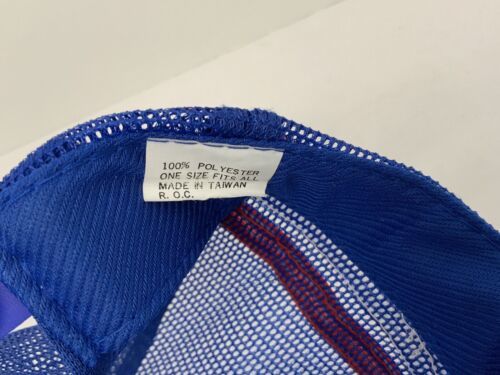 100% POLYESTER
ONE SIZE FITS ALL
MADE IN TAIWAN
R. O. C.